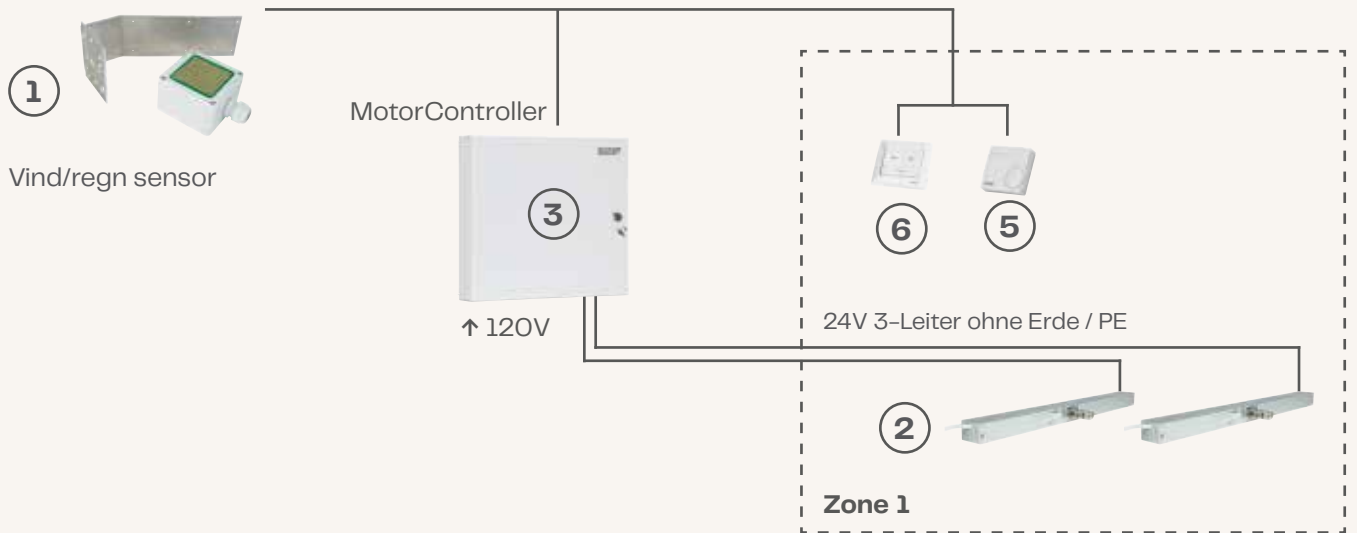 1
Vind/regn sensor
MotorController
3
↑ 120V
6
5
24V 3-Leiter ohne Erde / PE
2
Zone 1